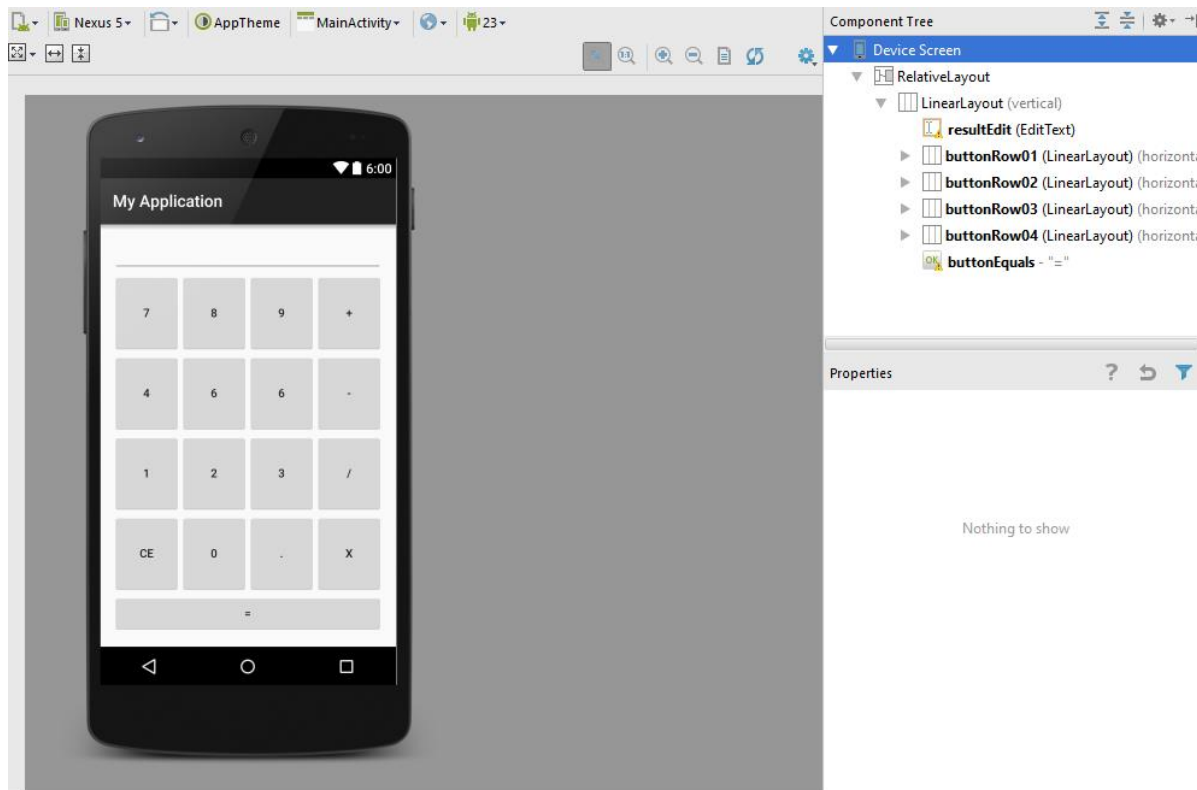 Nexus 5 AppTheme MainActivity 23
Component Tree
Device Screen
RelativeLayout
LinearLayout (vertical)
resultEdit (EditText)
buttonRow01 (LinearLayout) (horizonta
buttonRow02 (LinearLayout) (horizonta
buttonRow03 (LinearLayout) (horizonta
buttonRow04 (LinearLayout) (horizonta
OK buttonEquals - "="
6:00
My Application
7 8 9 +
4 6 6 -
1 2 3 /
CE 0 . X
=
Properties ?
Nothing to show